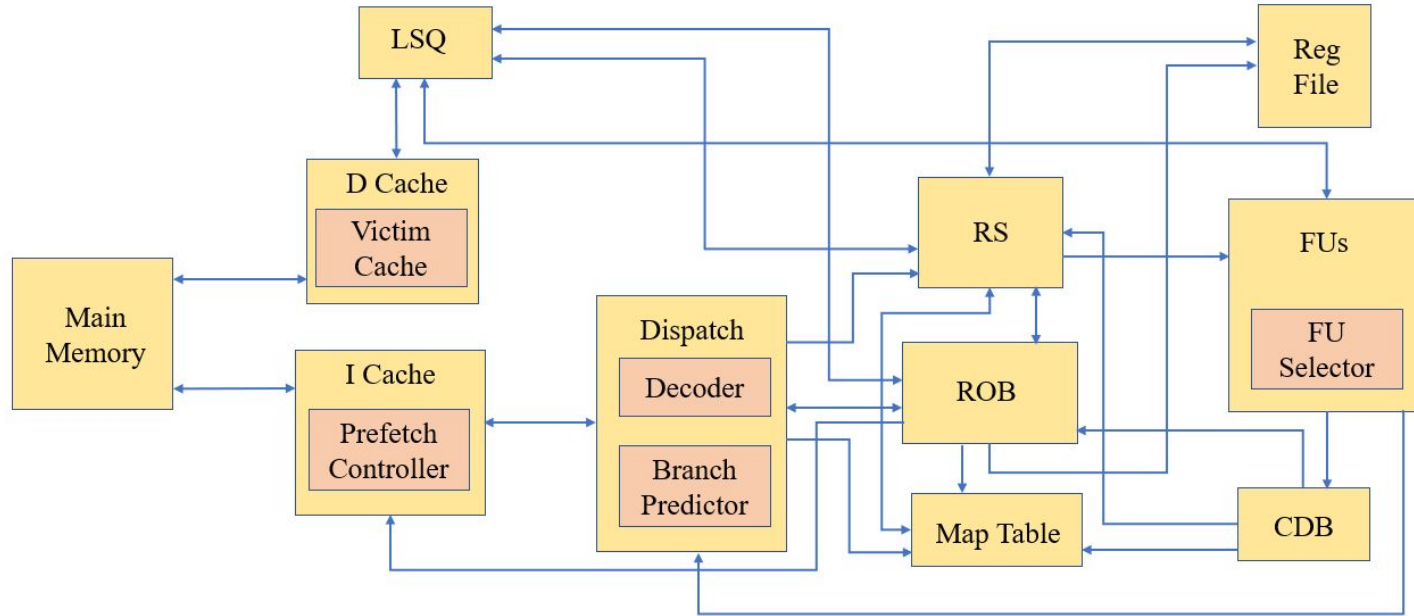 LSQ
Reg
File
D Cache
Victim
Cache
RS
FUs
Main
Memory
Dispatch
FU
Selector
I Cache
Decoder
ROB
Prefetch
Controller
Branch
Predictor
Map Table
CDB